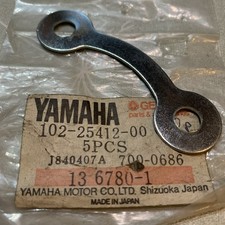 YAMAHA
GE
102-25412-00
5PCS
J840407A 700-0686
13 6780-1
YAMAHA MOTOR CO., LTD. Shizuoka Japan
MADE IN JAPAN